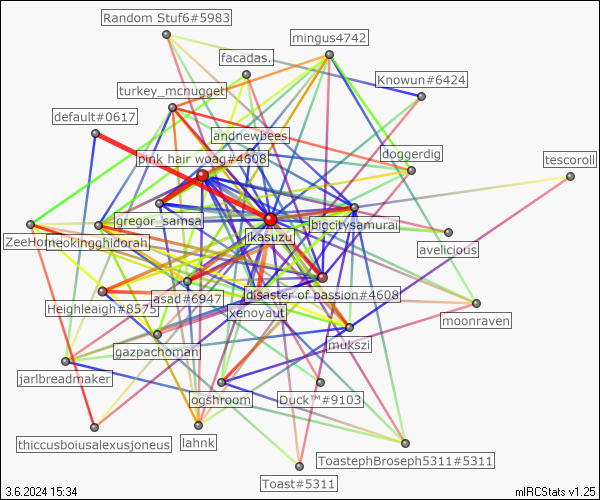 Random Stuf6#5983
mingus4742
facadas.
Knowun#6424
turkey_mcnugget
default#0617
andnewbees
doggerdig
pink hair woag#4608
tescoroll
gregor_samsa
bigcitysamurai
ikasuzu
ZeeHom
neokingghidorah
avelicious
asad#6947
disaster of passion#4608
Heighleaigh#8575
xenoyaut
moonraven
gazpachoman
mukszi
jarlbreadmaker
ogshroom
Duck™#9103
thiccusboiusalexusjoneus
lahnk
ToastephBroseph5311#5311
Toast#5311
3.6.2024 15:34
mIRCStats v1.25